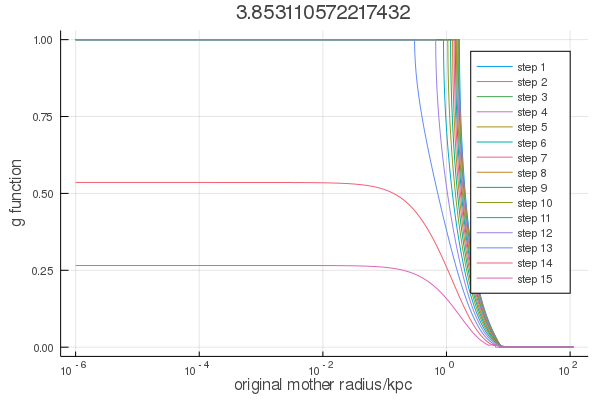 3.853110572217432
g function
1.00
0.75
0.50
0.25
0.00
step 1
step 2
step 3
step 4
step 5
step 6
step 7
step 8
step 9
step 10
step 11
step 12
step 13
step 14
step 15
10⁻⁶ 10⁻⁴ 10⁻² 10⁰ 10²
original mother radius/kpc